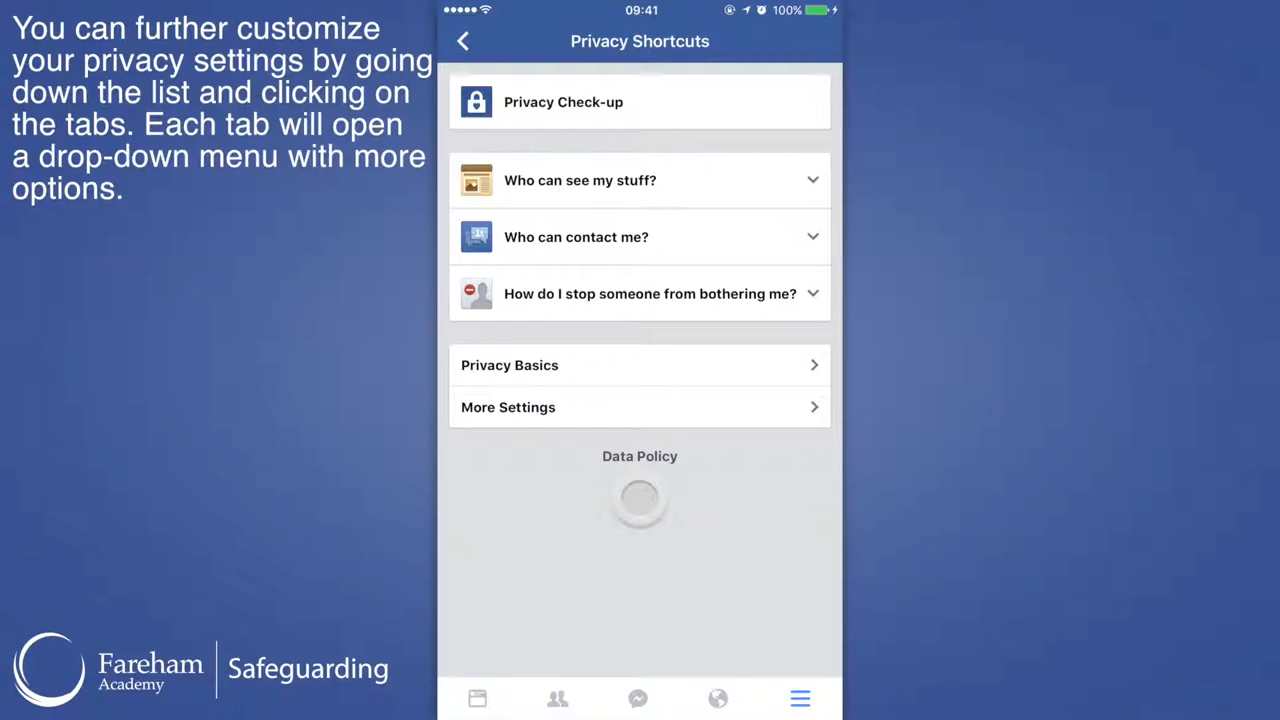 You can further customize
your privacy settings by going
down the list and clicking on
the tabs. Each tab will open
a drop-down menu with more
options.
09:41
100%
Privacy Shortcuts
Privacy Check-up
Who can see my stuff?
Who can contact me?
How do I stop someone from bothering me?
Privacy Basics
More Settings
Data Policy
Fareham
Academy
Safeguarding